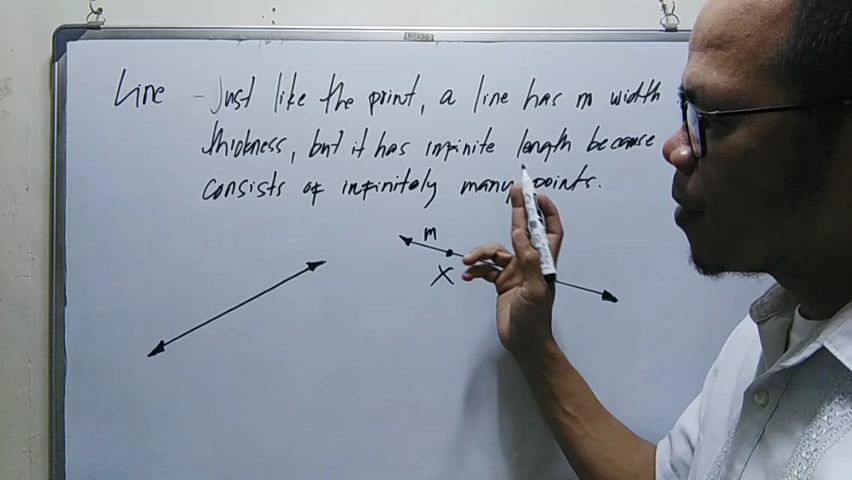 Line - Just like the point, a line has no width
thickness, but it has infinite length because
consists of infinitely many points.
m
X